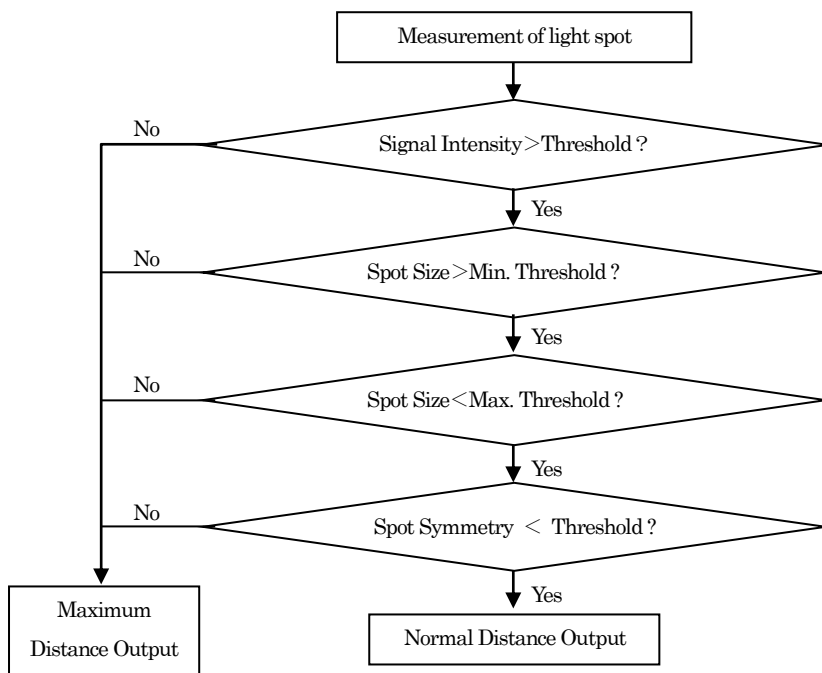 Measurement of light spot
No
Signal Intensity＞Threshold？
Yes
No
Spot Size＞Min. Threshold？
Yes
No
Spot Size＜Max. Threshold？
Yes
No
Spot Symmetry ＜ Threshold？
Yes
Maximum
Distance Output
Normal Distance Output